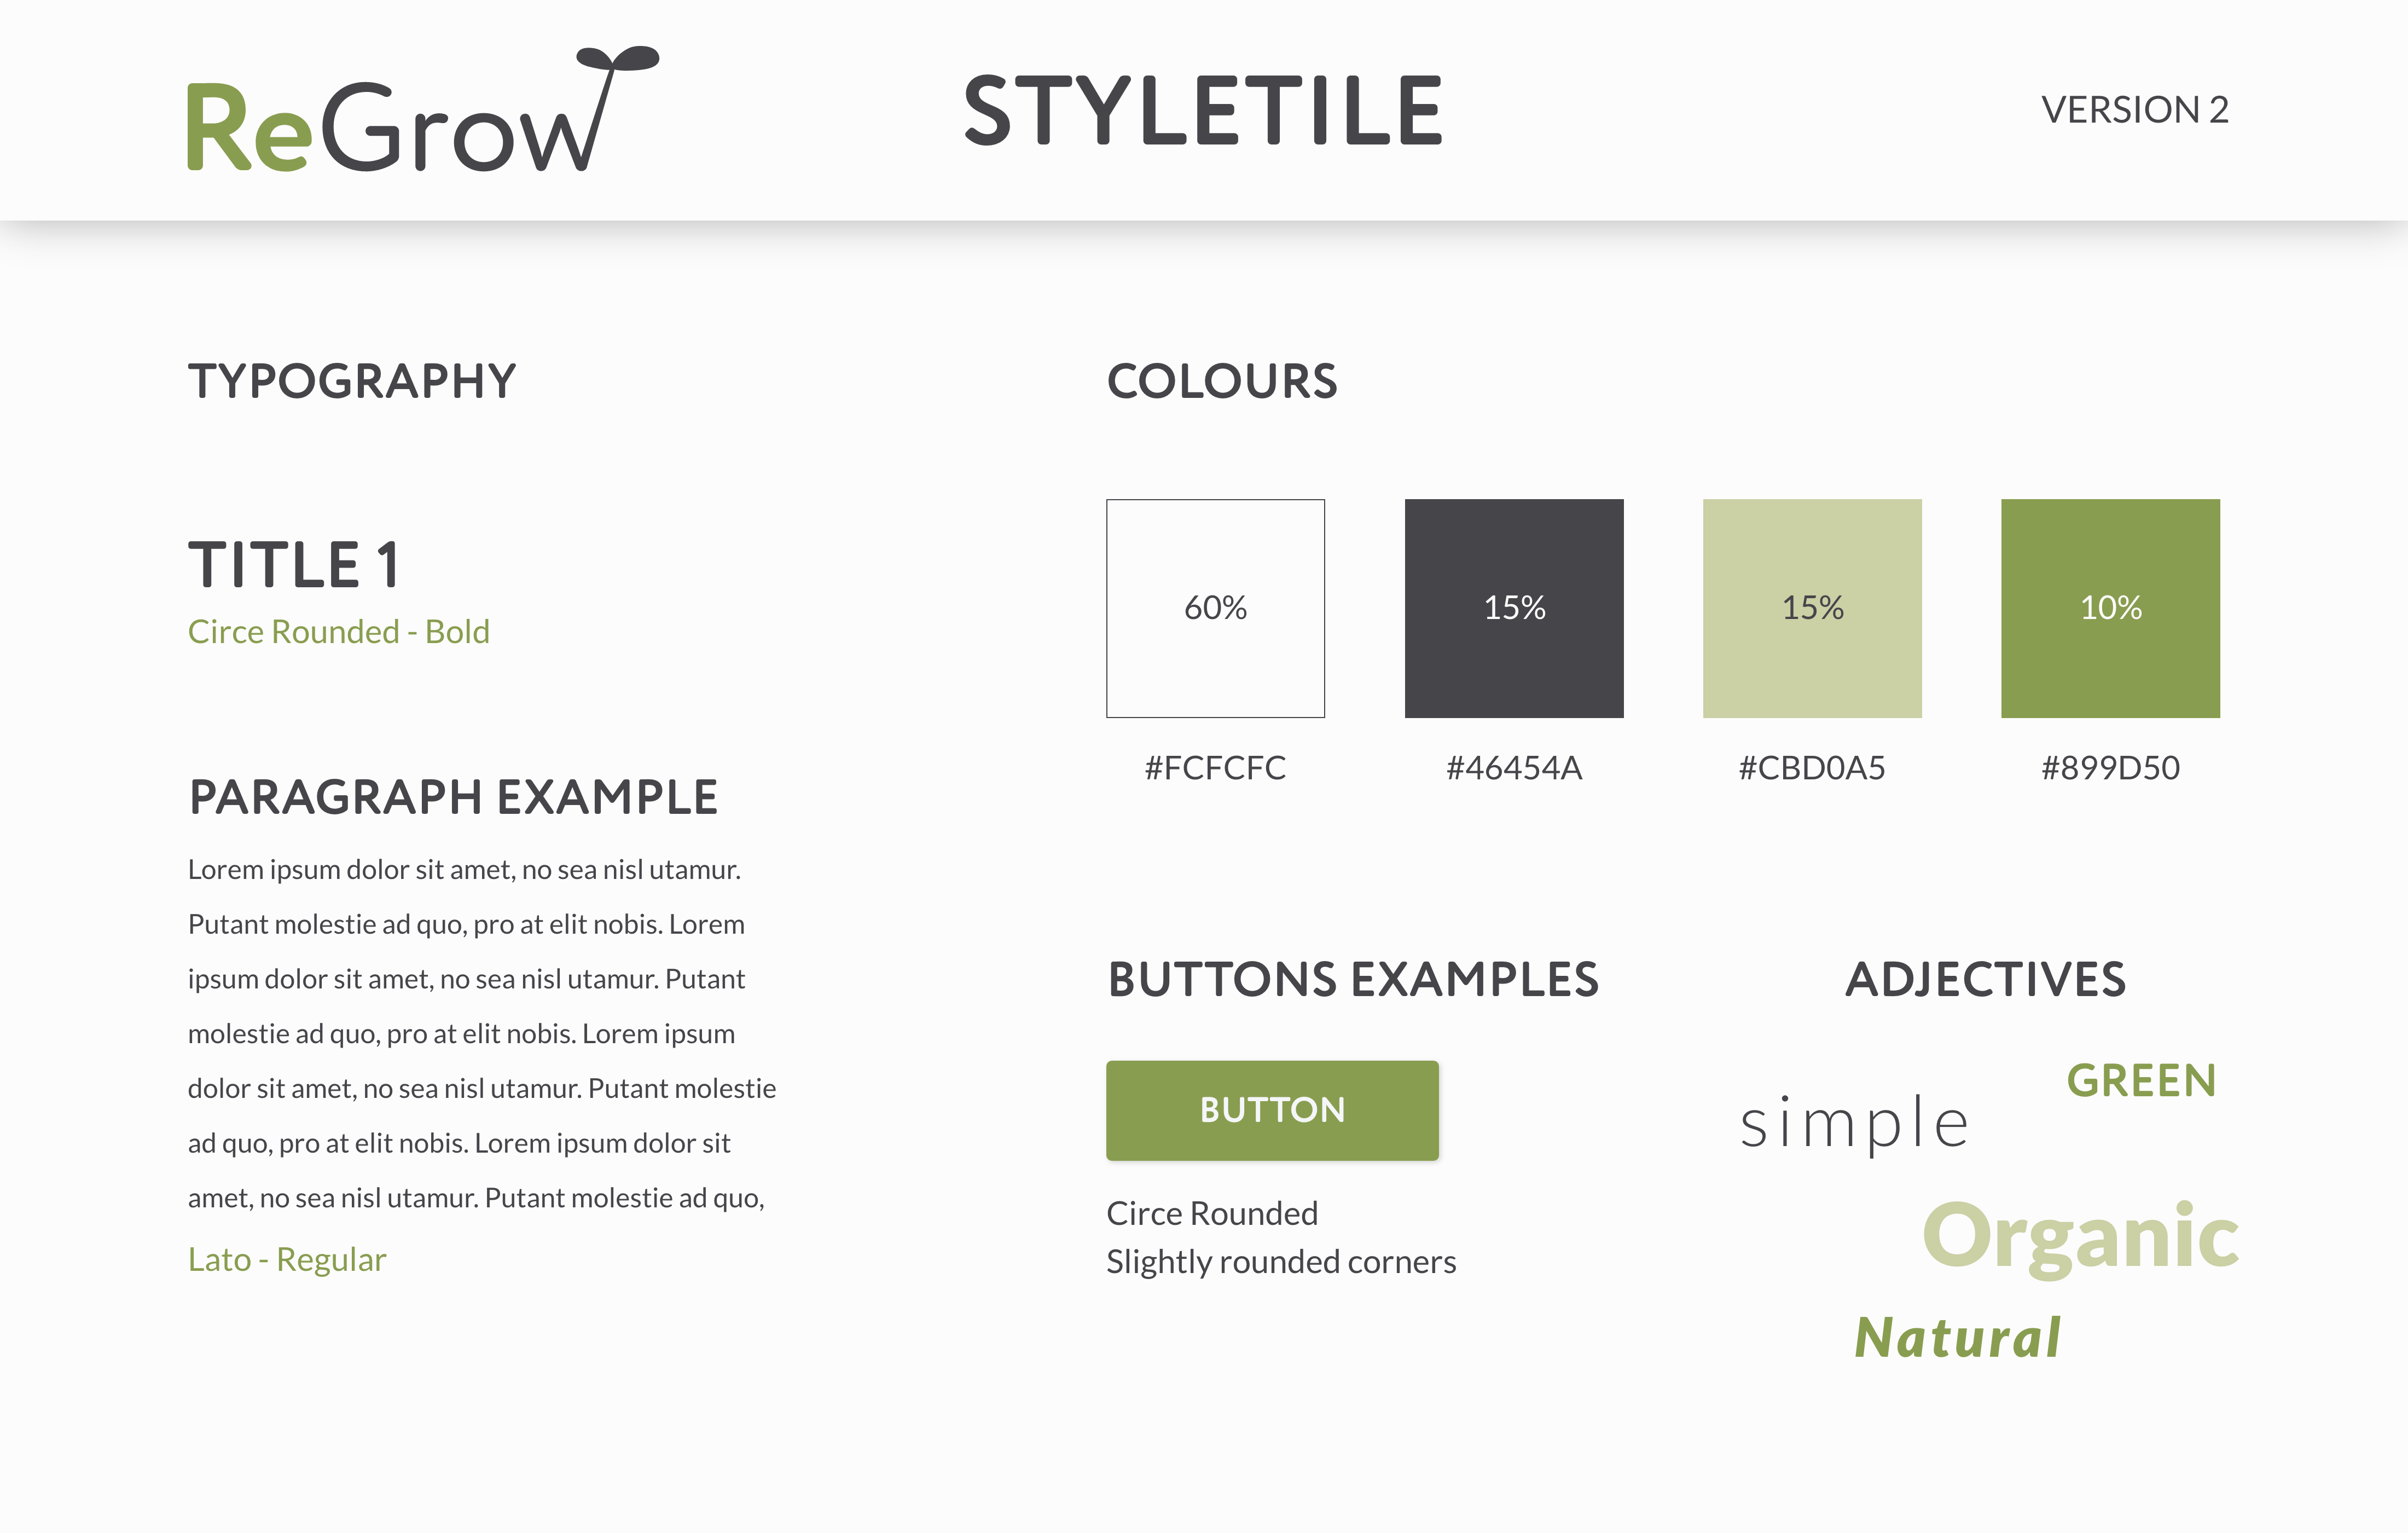 ReGrow
STYLETILE
VERSION 2
TYPOGRAPHY
TITLE 1
Circe Rounded - Bold
PARAGRAPH EXAMPLE
Lorem ipsum dolor sit amet, no sea nisl utamur.
Putant molestie ad quo, pro at elit nobis. Lorem
ipsum dolor sit amet, no sea nisl utamur. Putant
molestie ad quo, pro at elit nobis. Lorem ipsum
dolor sit amet, no sea nisl utamur. Putant molestie
ad quo, pro at elit nobis. Lorem ipsum dolor sit
amet, no sea nisl utamur. Putant molestie ad quo,
Lato - Regular
COLOURS
60%
15%
15%
10%
#FCFCFC
#46454A
#CBD0A5
#899D50
BUTTONS EXAMPLES
BUTTON
Circe Rounded
Slightly rounded corners
ADJECTIVES
GREEN
simple
Organic
Natural